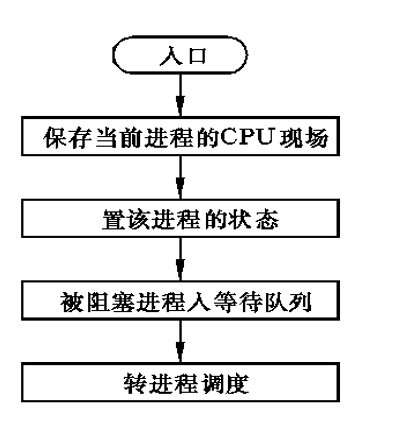 入口
保存当前进程的CPU现场
置该进程的状态
被阻塞进程入等待队列
转进程调度